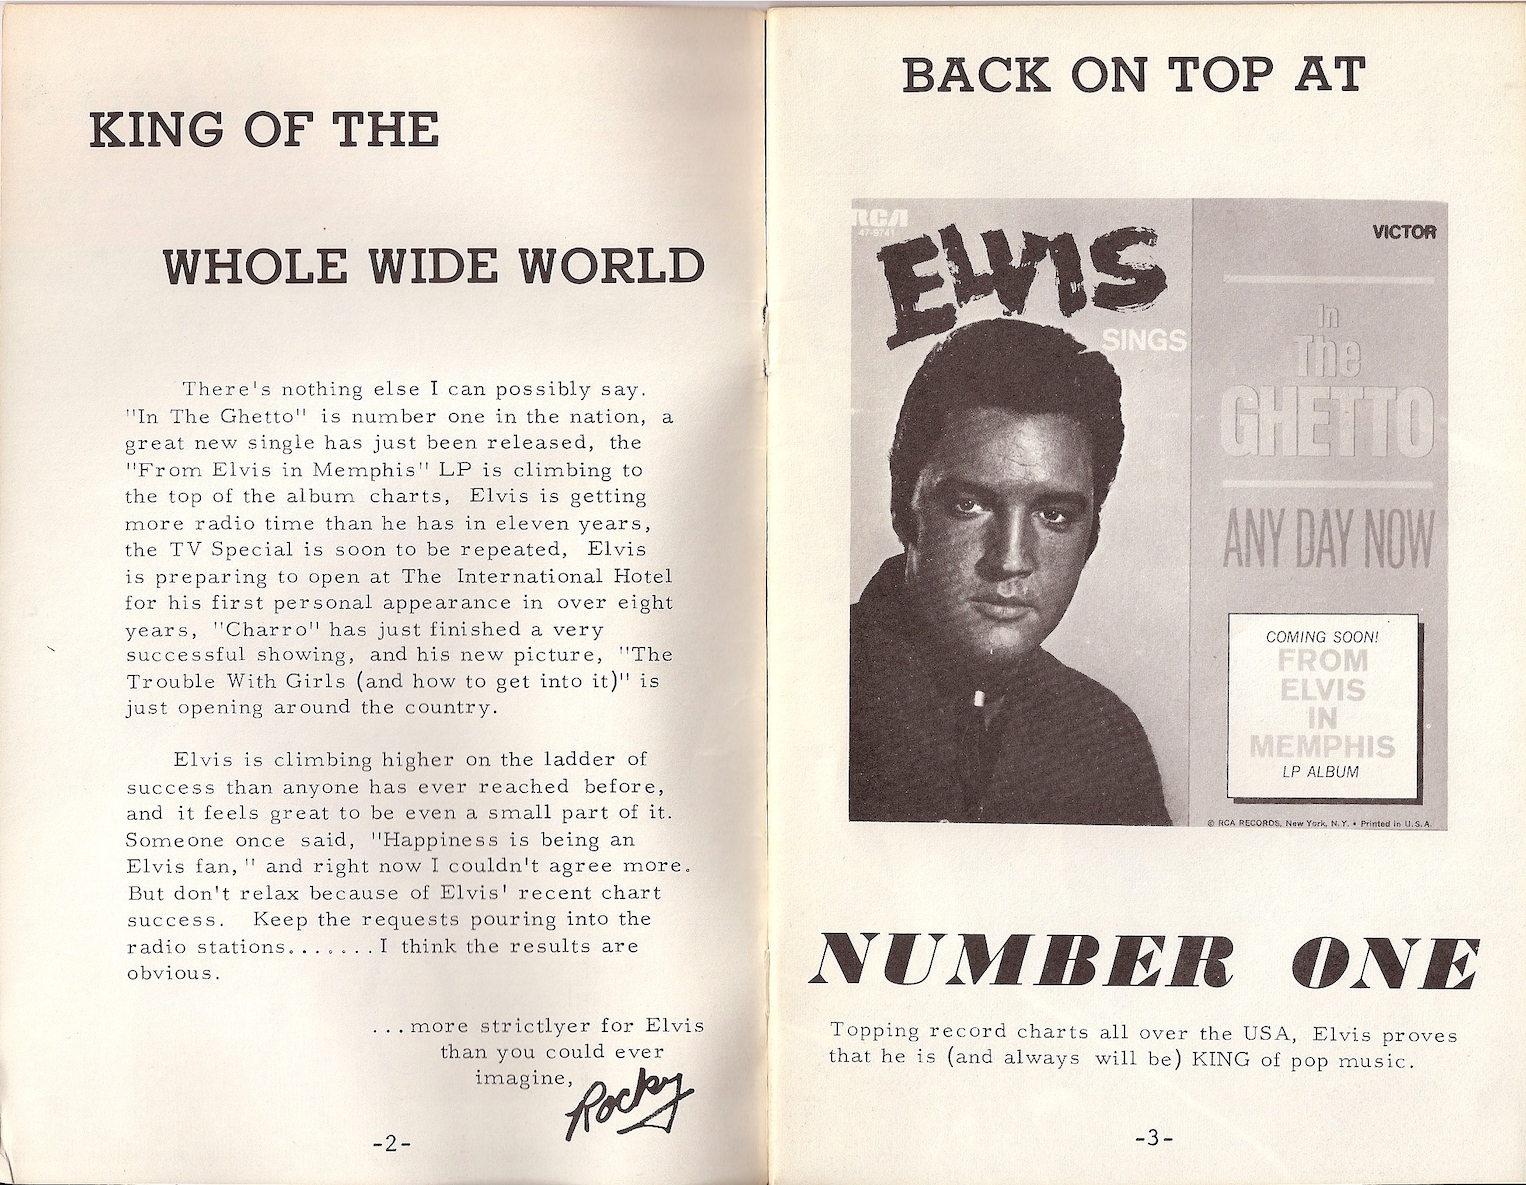 KING OF THE
WHOLE WIDE WORLD
There's nothing else I can possibly say.
"In The Ghetto" is number one in the nation, a
great new single has just been released, the
"From Elvis in Memphis" LP is climbing to
the top of the album charts, Elvis is getting
more radio time than he has in eleven years,
the TV Special is soon to be repeated, Elvis
is preparing to open at The International Hotel
for his first personal appearance in over eight
years, "Charro" has just finished a very
successful showing, and his new picture, "The
Trouble With Girls (and how to get into it)" is
just opening around the country.
Elvis is climbing higher on the ladder of
success than anyone has ever reached before,
and it feels great to be even a small part of it.
Someone once said, "Happiness is being an
Elvis fan," and right now I couldn't agree more.
But don't relax because of Elvis' recent chart
success. Keep the requests pouring into the
radio stations.......I think the results are
obvious.
...more strictlyer for Elvis
than you could ever
imagine,
Rocky
-2-
BACK ON TOP AT
RCA
47-9741
VICTOR
ELVIS
SINGS
In
The
GHETTO
ANY DAY NOW
COMING SOON!
FROM
ELVIS
IN
MEMPHIS
LP ALBUM
© RCA RECORDS, New York, N.Y. • Printed in U.S.A.
NUMBER ONE
Topping record charts all over the USA, Elvis proves
that he is (and always will be) KING of pop music.
-3-